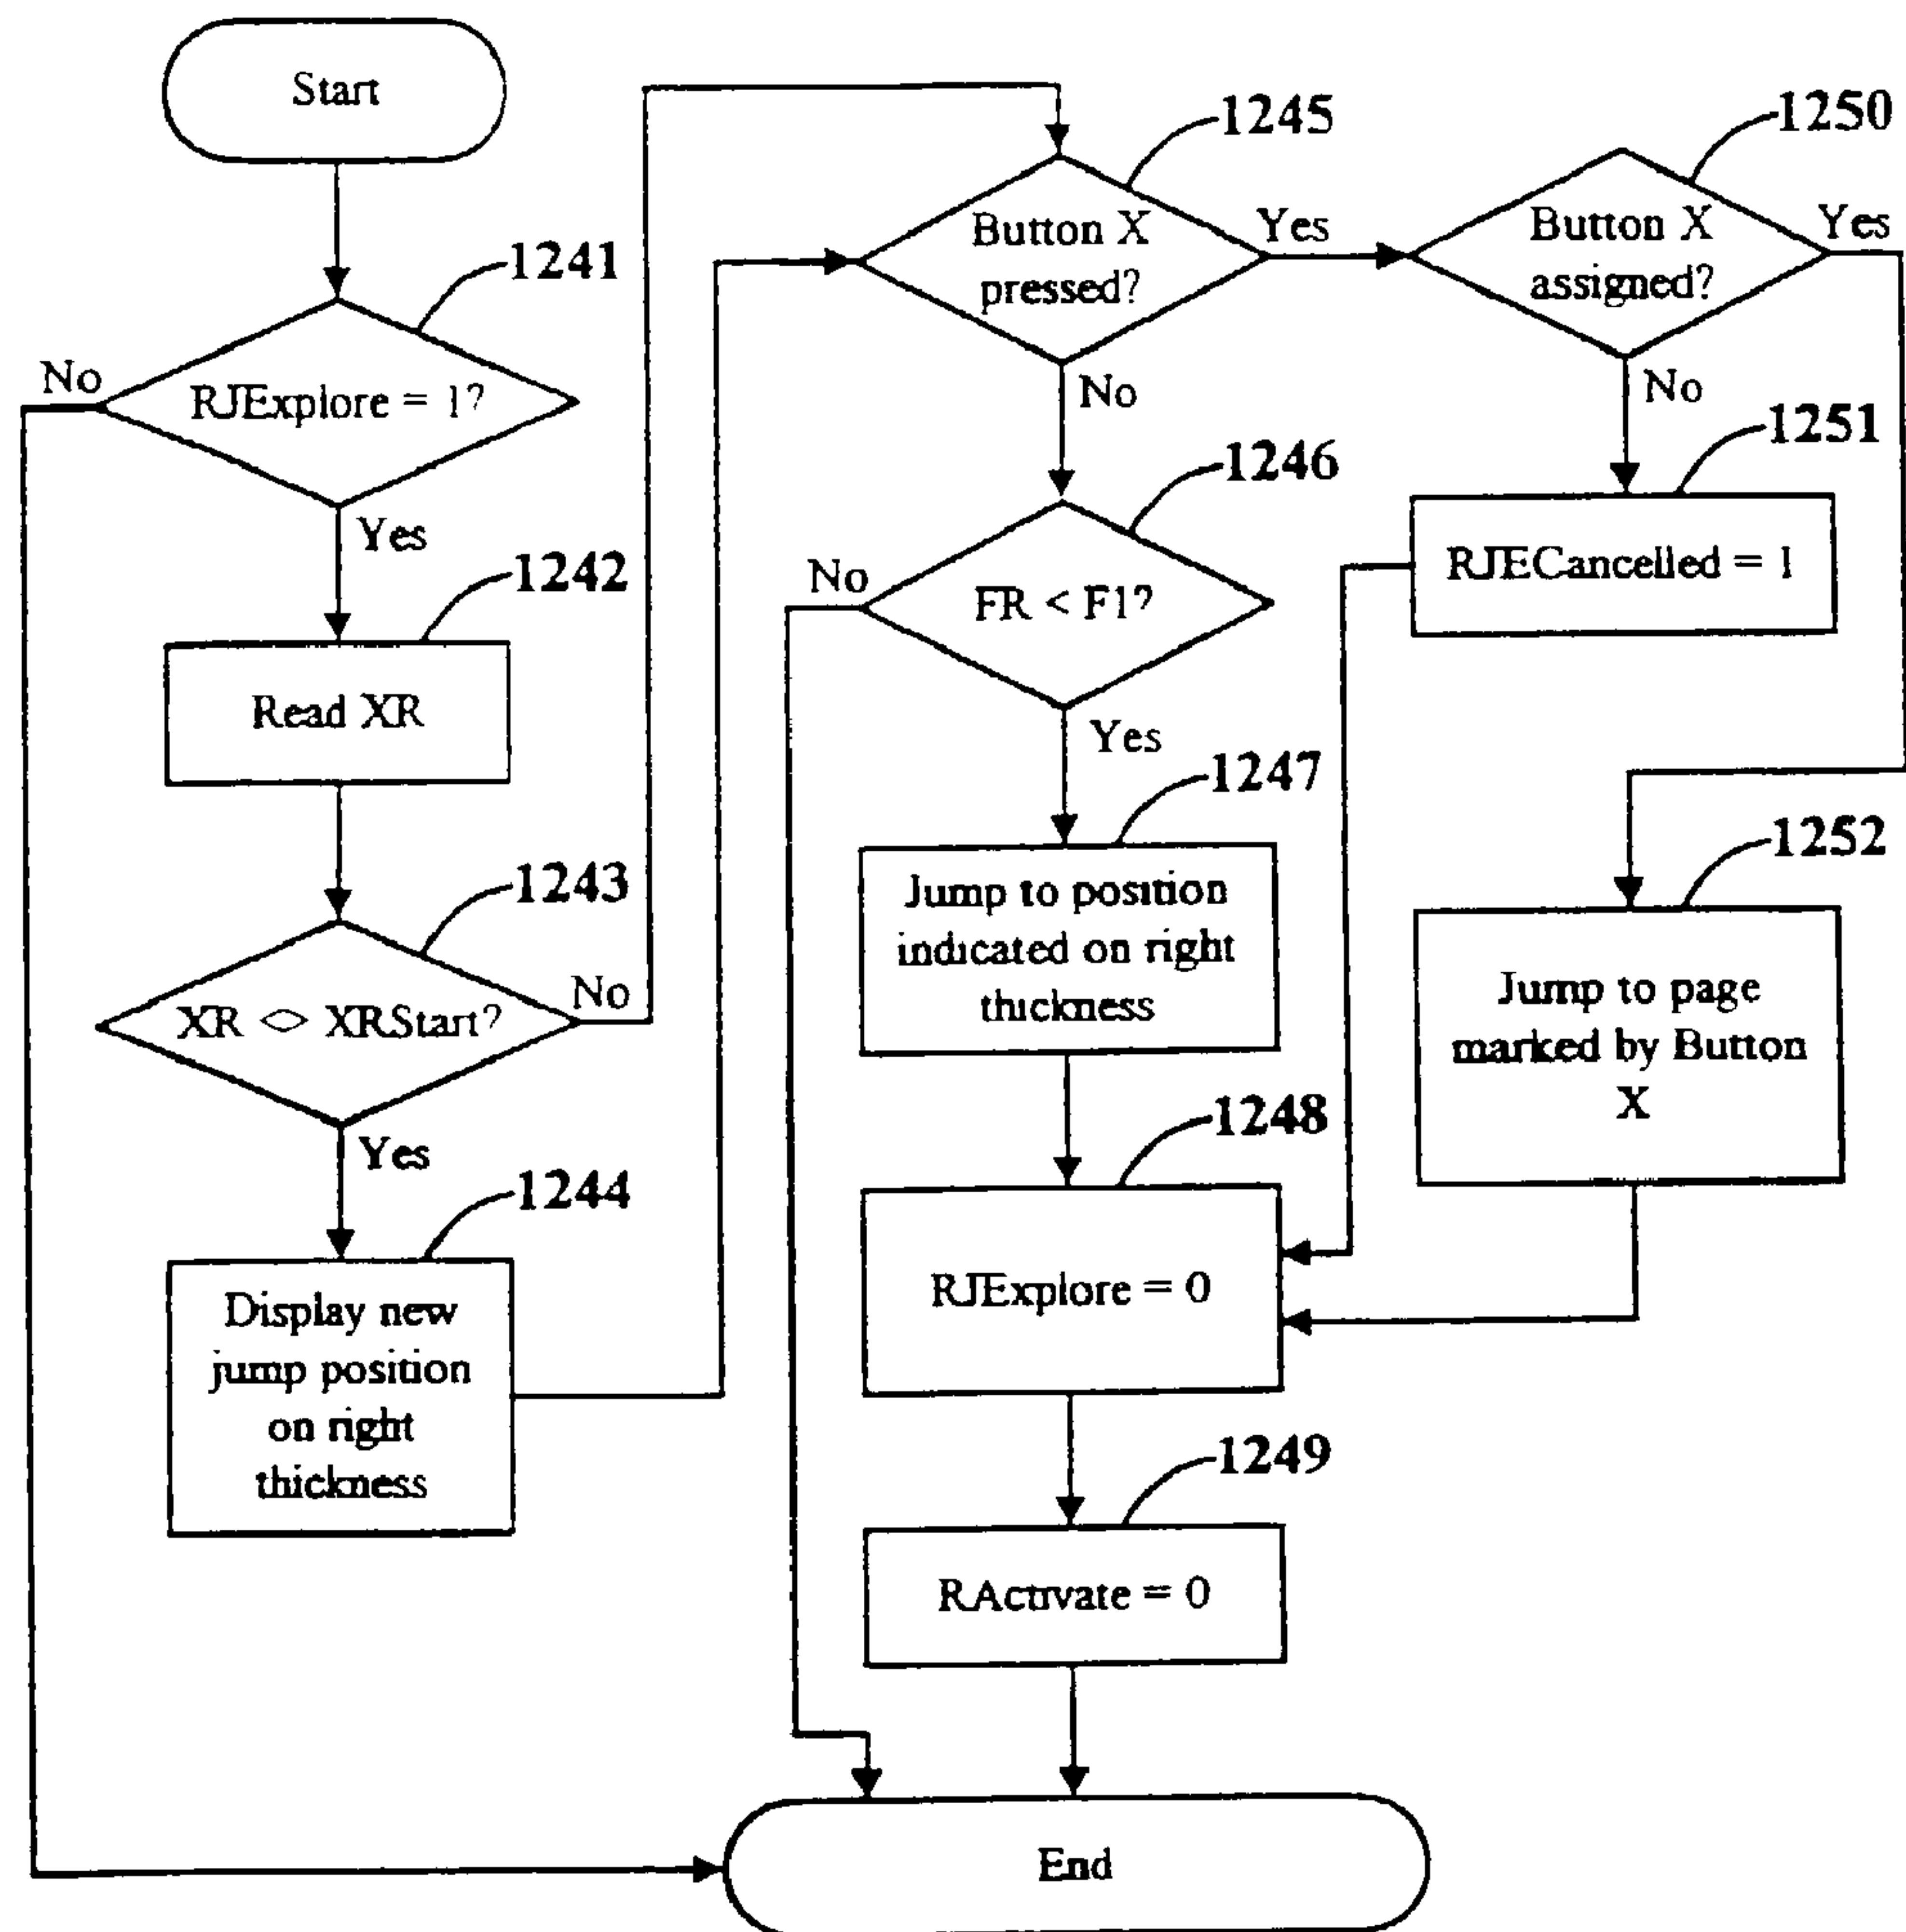 Start
1241
No
RJExplore = 1?
Yes
1242
Read XR
1243
XR <> XRStart?
No
Yes
1244
Display new
jump position
on right
thickness
1245
Button X
pressed?
Yes
No
1246
No
FR < F1?
Yes
1247
Jump to position
indicated on right
thickness
1248
RJExplore = 0
1249
RActivate = 0
1250
Button X
assigned?
Yes
No
1251
RJECancelled = 1
1252
Jump to page
marked by Button
X
End